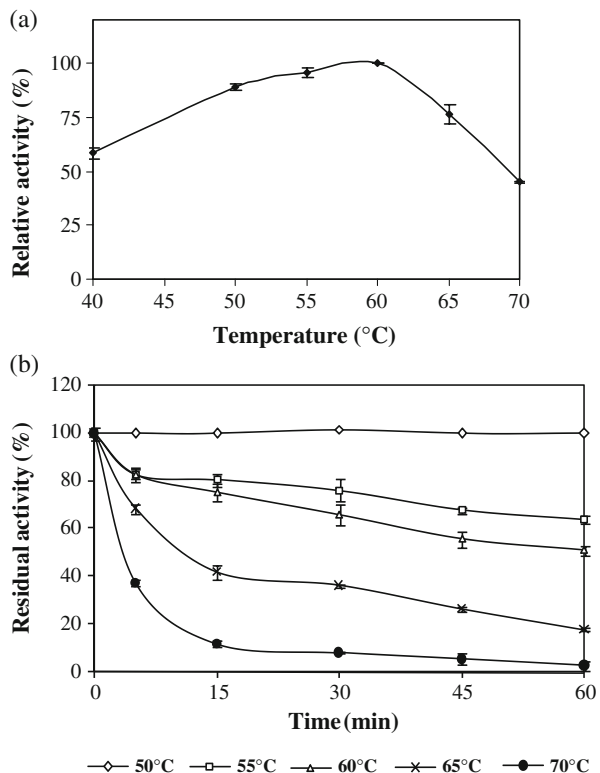 (a)
Relative activity (%)
100
75
50
25
0
40 45 50 55 60 65 70
Temperature (°C)
(b)
Residual activity (%)
120
100
80
60
40
20
0
0 15 30 45 60
Time (min)
50°C 55°C 60°C 65°C 70°C